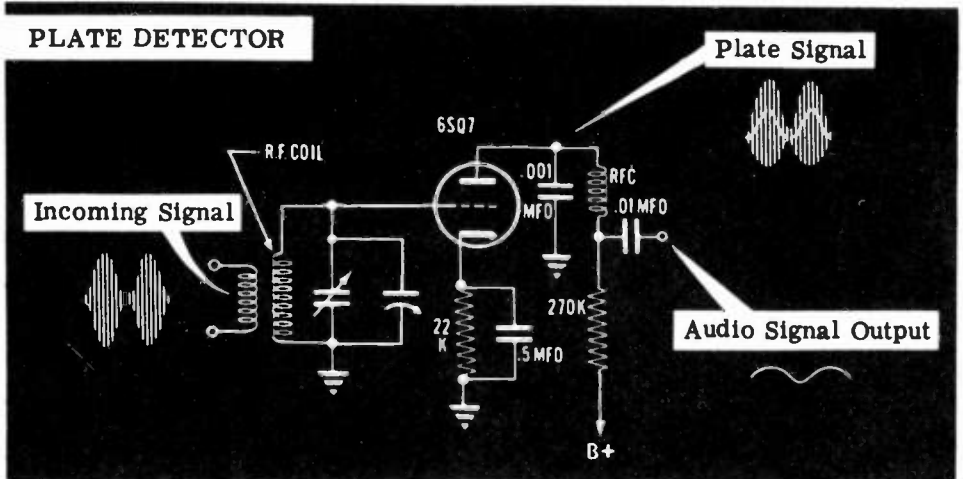 PLATE DETECTOR
Plate Signal
6SQ7
R.F. COIL
.001
MFD
RFC
.01 MFD
Incoming Signal
270K
22
K
.5 MFD
Audio Signal Output
B+